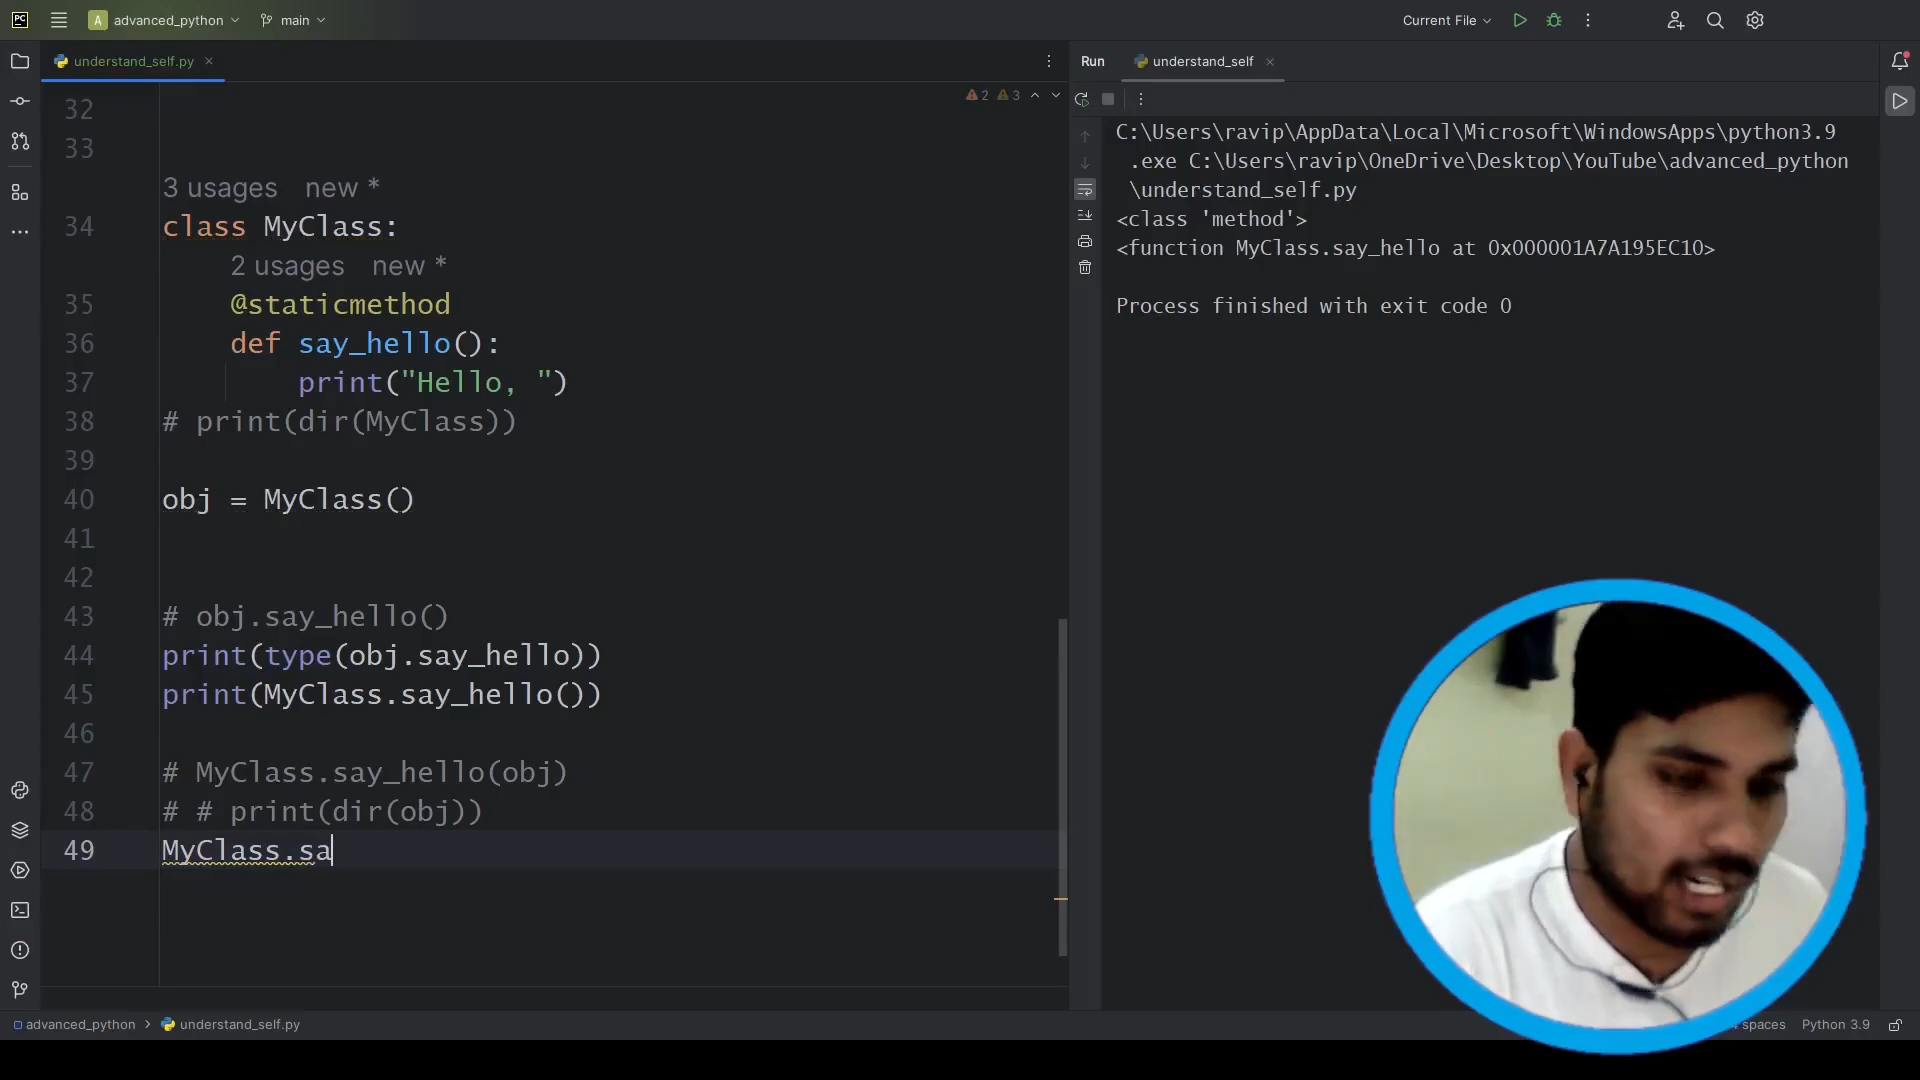 PC
A advanced_python
main
Current File
understand_self.py
Run
understand_self
2
3
32
33
3 usages new *
34 class MyClass:
2 usages new *
35 @staticmethod
36 def say_hello():
37 print("Hello, ")
38 # print(dir(MyClass))
39
40 obj = MyClass()
41
42
43 # obj.say_hello()
44 print(type(obj.say_hello))
45 print(MyClass.say_hello())
46
47 # MyClass.say_hello(obj)
48 # # print(dir(obj))
49 MyClass.sa
C:\Users\ravip\AppData\Local\Microsoft\WindowsApps\python3.9
.exe C:\Users\ravip\OneDrive\Desktop\YouTube\advanced_python
\understand_self.py
<class 'method'>
<function MyClass.say_hello at 0x000001A7A195EC10>
Process finished with exit code 0
advanced_python > understand_self.py
spaces
Python 3.9